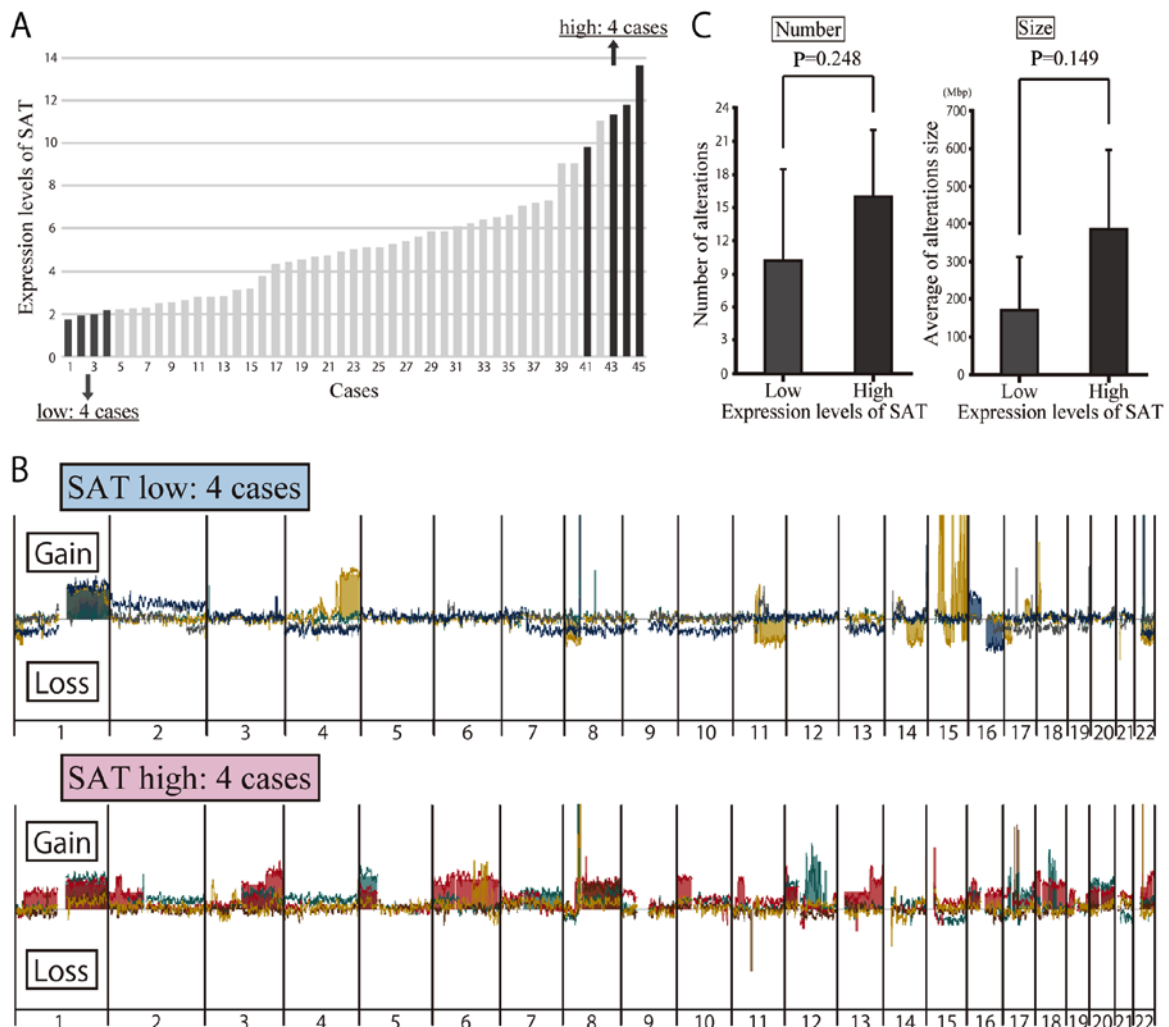 A
high: 4 cases
Expression levels of SAT
14
12
10
8
6
4
2
0
1 3 5 7 9 11 13 15 17 19 21 23 25 27 29 31 33 35 37 39 41 43 45
Cases
low: 4 cases
C
Number
P=0.248
Number of alterations
24
21
18
15
12
9
6
3
0
Low High
Expression levels of SAT
Size
P=0.149
(Mbp)
Average of alterations size
700
600
500
400
300
200
100
000
Low High
Expression levels of SAT
B
SAT low: 4 cases
Gain
Loss
1 2 3 4 5 6 7 8 9 10 11 12 13 14 15 16 17 18 19 20 21 22
SAT high: 4 cases
Gain
Loss
1 2 3 4 5 6 7 8 9 10 11 12 13 14 15 16 17 18 19 20 21 22